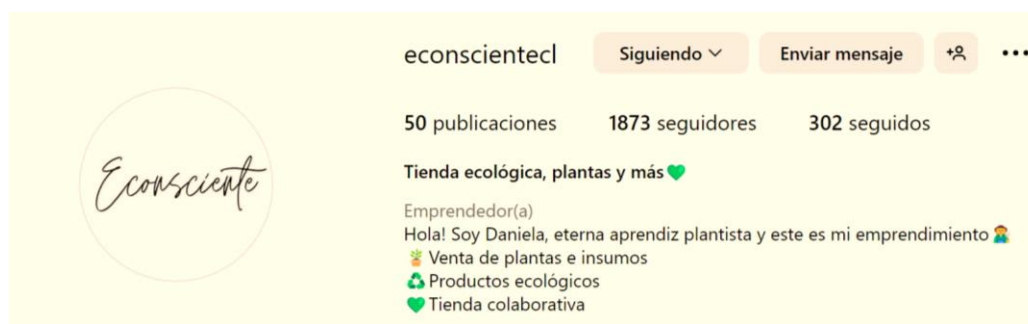 econscientecl Siguiendo Enviar mensaje
50 publicaciones 1873 seguidores 302 seguidos
Econsciente
Tienda ecológica, plantas y más💚
Emprendedor(a)
Hola! Soy Daniela, eterna aprendiz plantista y este es mi emprendimiento
🪴 Venta de plantas e insumos
♻️ Productos ecológicos
💚 Tienda colaborativa